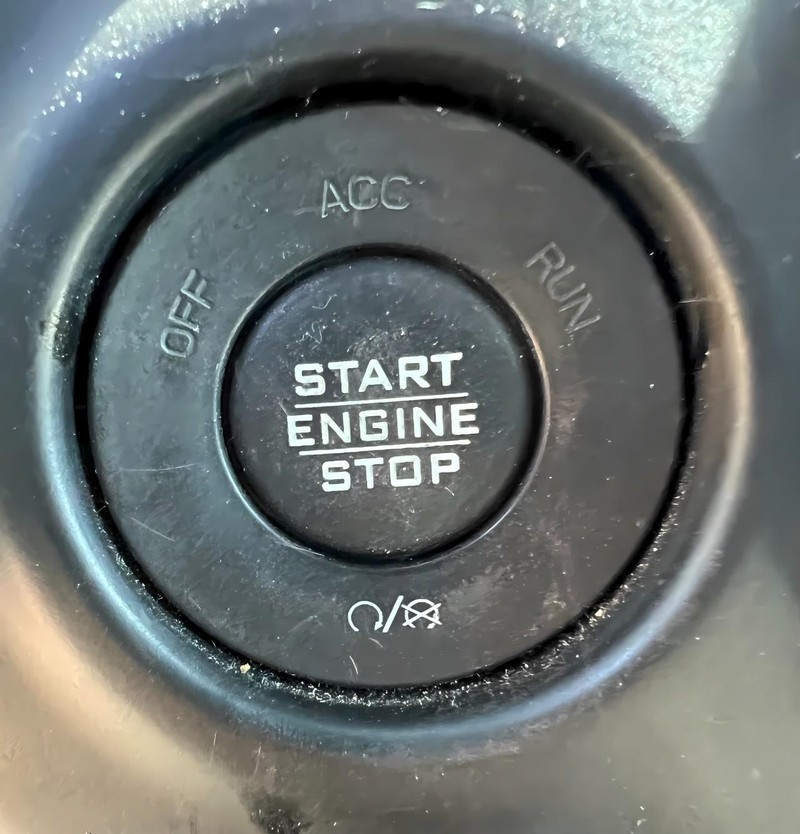 ACC
OFF
RUN
START
ENGINE
STOP